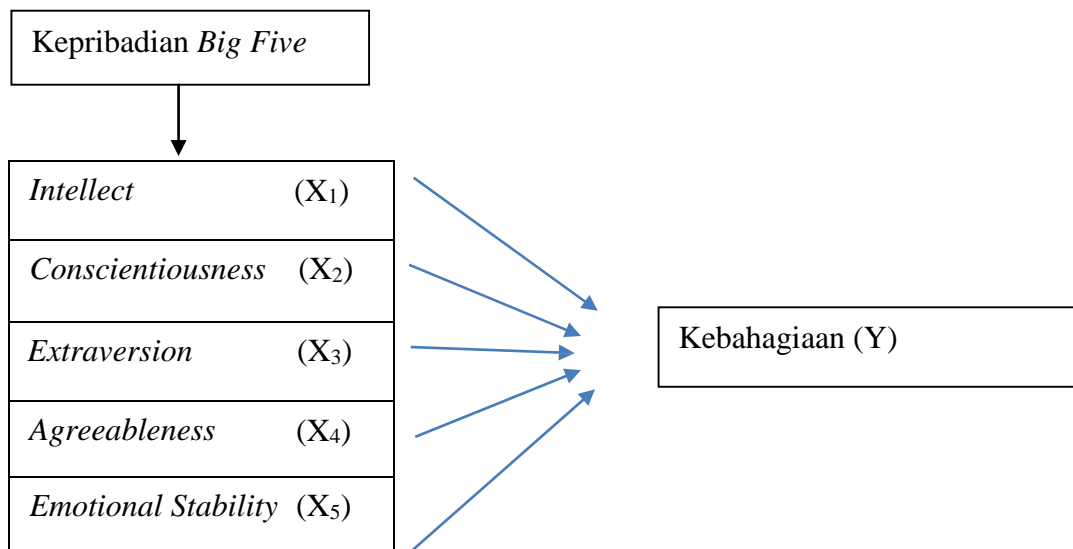 Kepribadian Big Five
Intellect (X1)
Conscientiousness (X2)
Extraversion (X3)
Agreeableness (X4)
Emotional Stability (X5)
Kebahagiaan (Y)